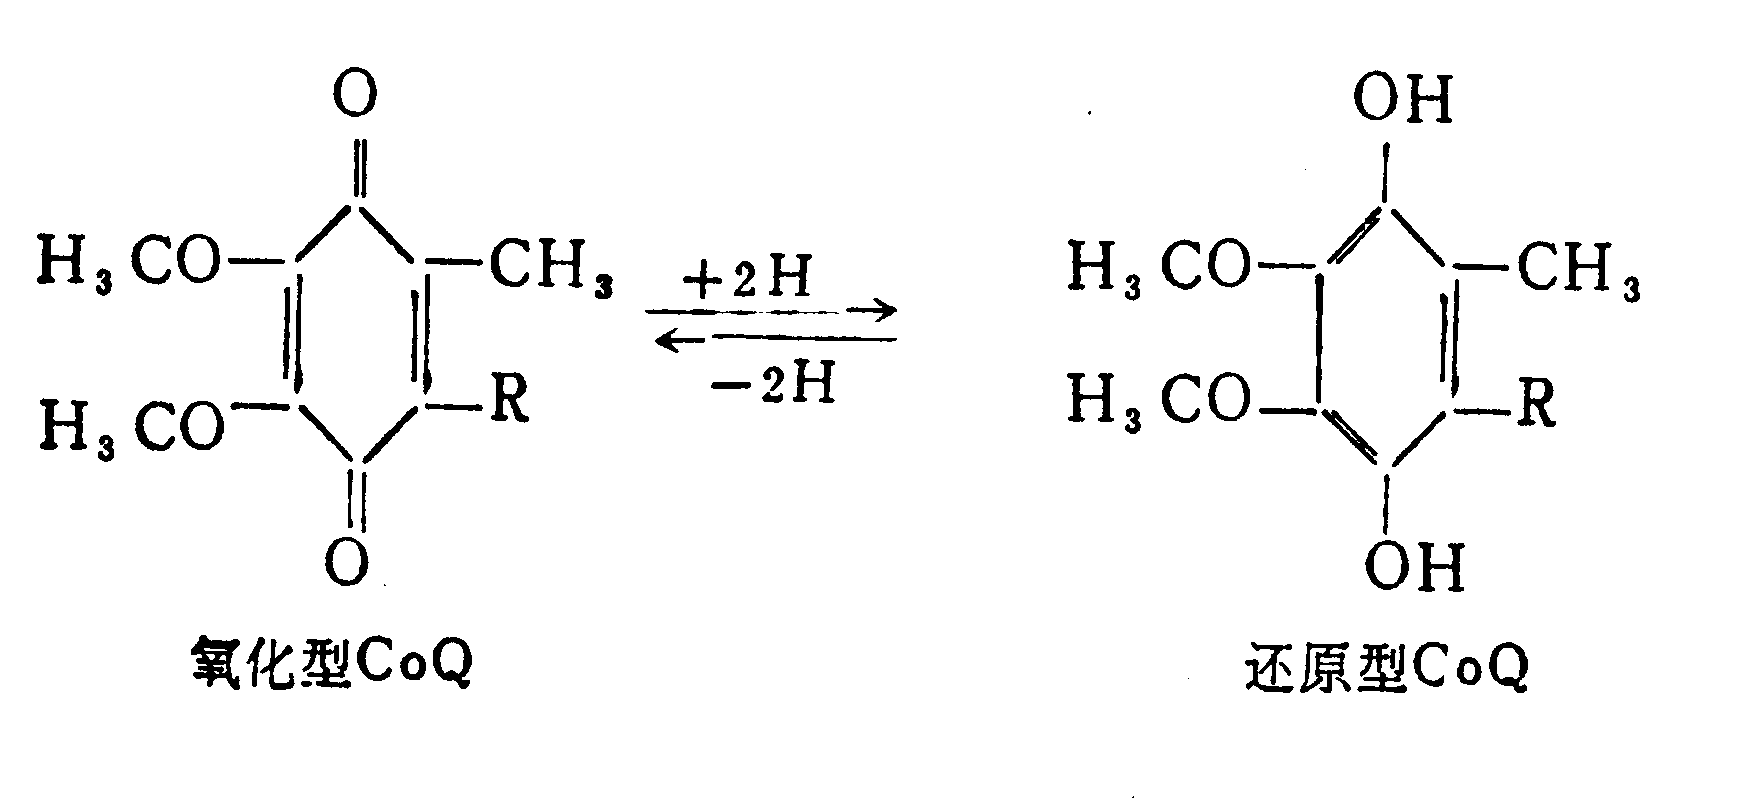 O
OH
H₃CO
CH₃
+2H
H₃CO
CH₃
H₃CO
R
-2H
H₃CO
R
O
OH
氧化型CoQ
还原型CoQ